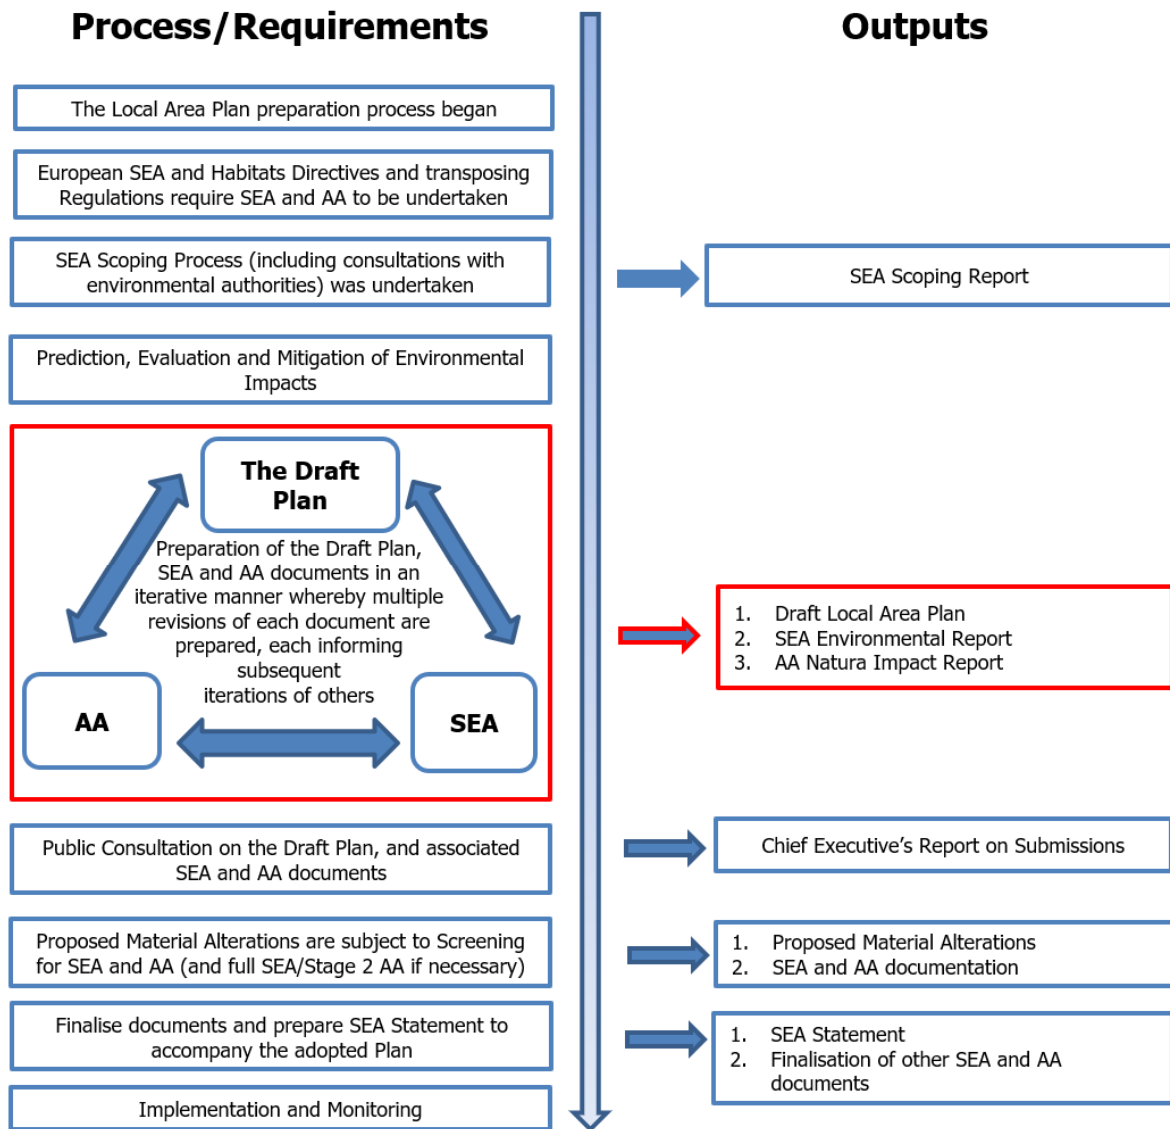 Process/Requirements
Outputs
The Local Area Plan preparation process began
European SEA and Habitats Directives and transposing
Regulations require SEA and AA to be undertaken
SEA Scoping Process (including consultations with
environmental authorities) was undertaken
SEA Scoping Report
Prediction, Evaluation and Mitigation of Environmental
Impacts
The Draft
Plan
Preparation of the Draft Plan,
SEA and AA documents in an
iterative manner whereby multiple
revisions of each document are
prepared, each informing
subsequent
iterations of others
AA
SEA
1. Draft Local Area Plan
2. SEA Environmental Report
3. AA Natura Impact Report
Public Consultation on the Draft Plan, and associated
SEA and AA documents
Chief Executive’s Report on Submissions
Proposed Material Alterations are subject to Screening
for SEA and AA (and full SEA/Stage 2 AA if necessary)
1. Proposed Material Alterations
2. SEA and AA documentation
Finalise documents and prepare SEA Statement to
accompany the adopted Plan
1. SEA Statement
2. Finalisation of other SEA and AA
documents
Implementation and Monitoring